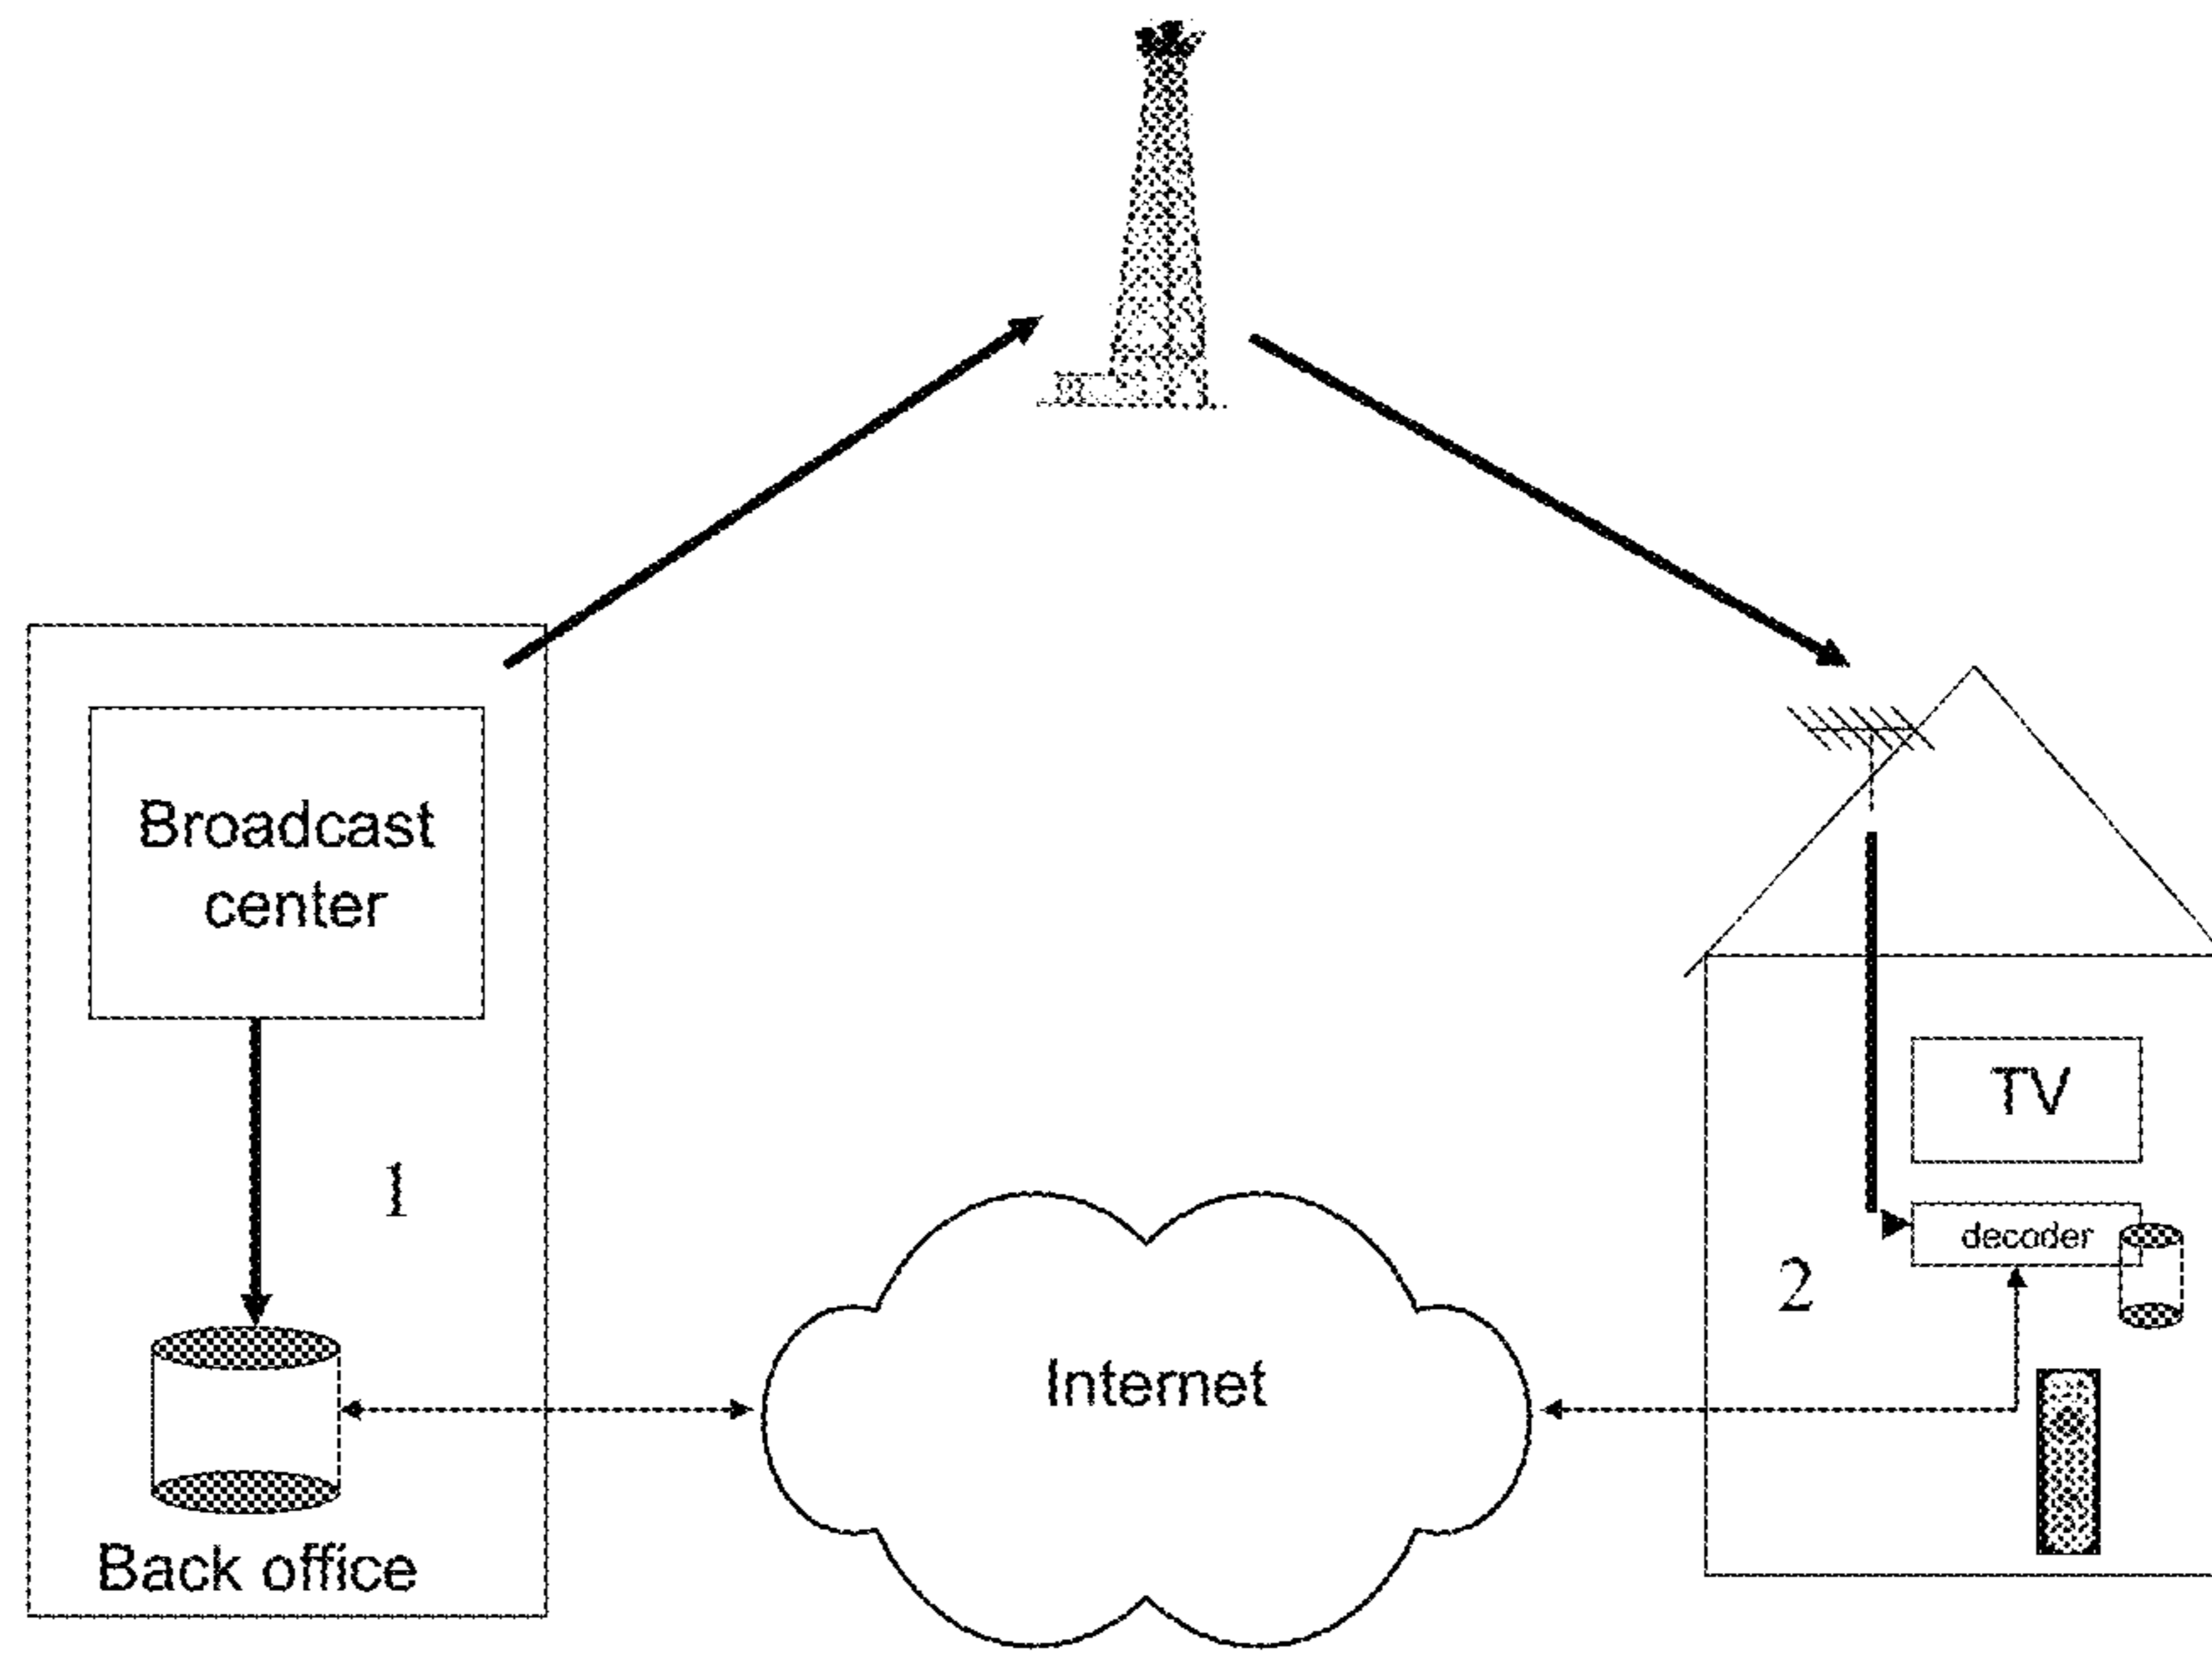 Broadcast
center
TV
1
decoder
2
Internet
Back office